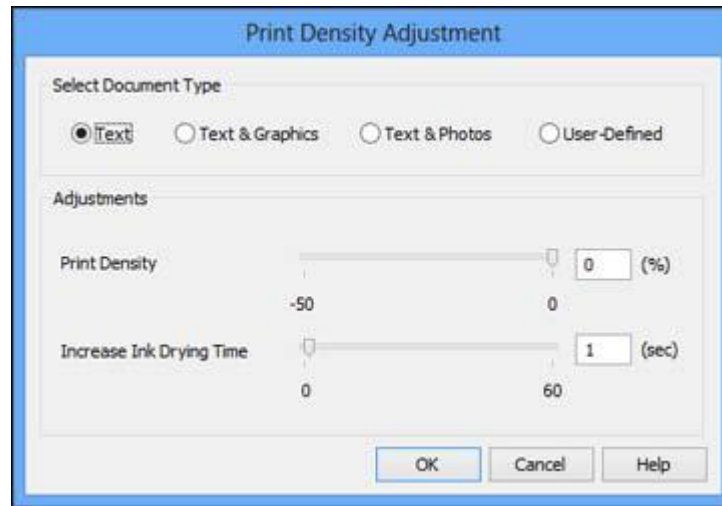 Print Density Adjustment
Select Document Type
Text Text & Graphics Text & Photos User-Defined
Adjustments
Print Density 0 (%)
-50 0
Increase Ink Drying Time 1 (sec)
0 60
OK Cancel Help